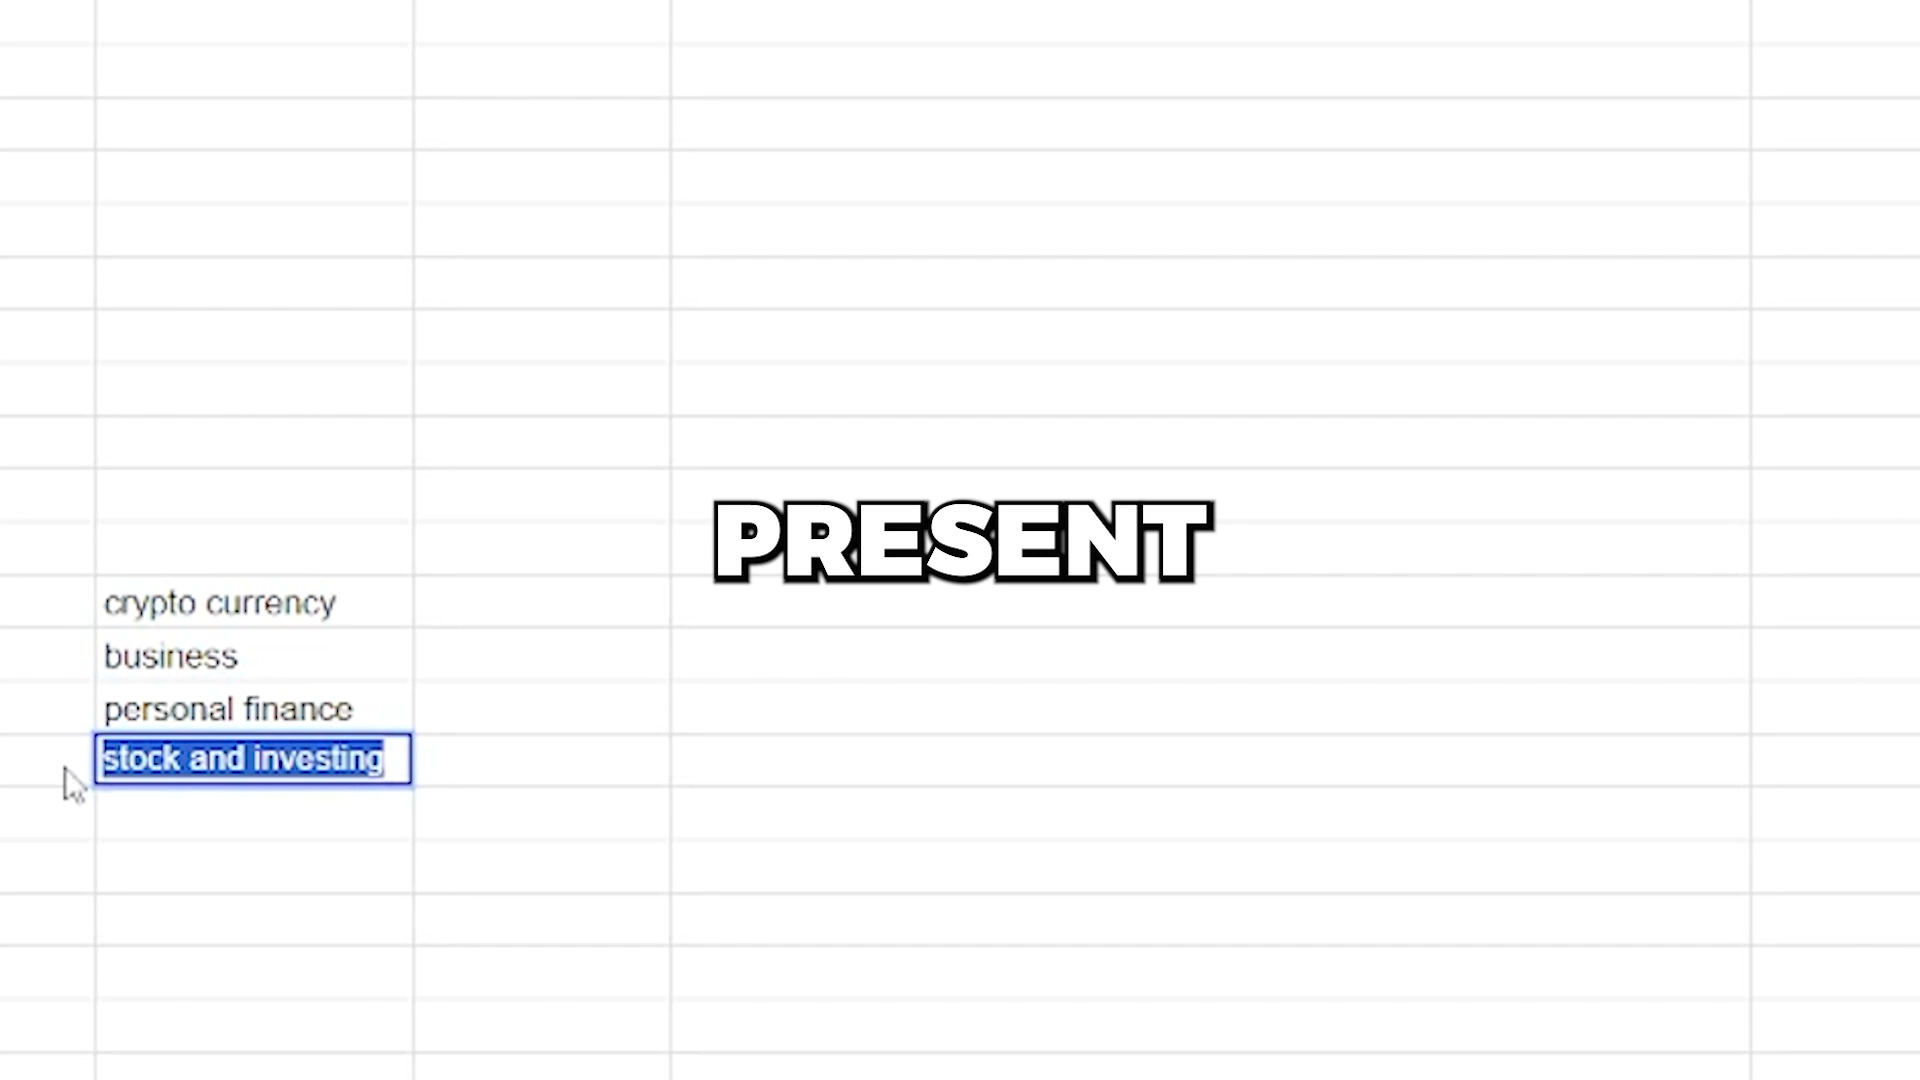 PRESENT
crypto currency
business
personal finance
stock and investing